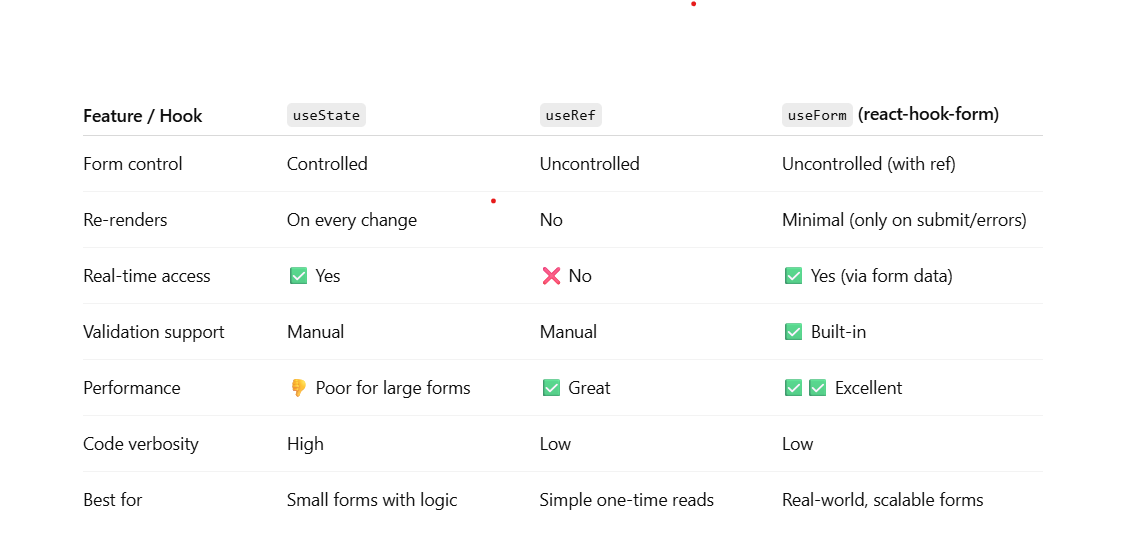 Feature / Hook useState useRef useForm (react-hook-form)
Form control Controlled Uncontrolled Uncontrolled (with ref)
Re-renders On every change No Minimal (only on submit/errors)
Real-time access ✅ Yes ❌ No ✅ Yes (via form data)
Validation support Manual Manual ✅ Built-in
Performance 👎 Poor for large forms ✅ Great ✅✅ Excellent
Code verbosity High Low Low
Best for Small forms with logic Simple one-time reads Real-world, scalable forms